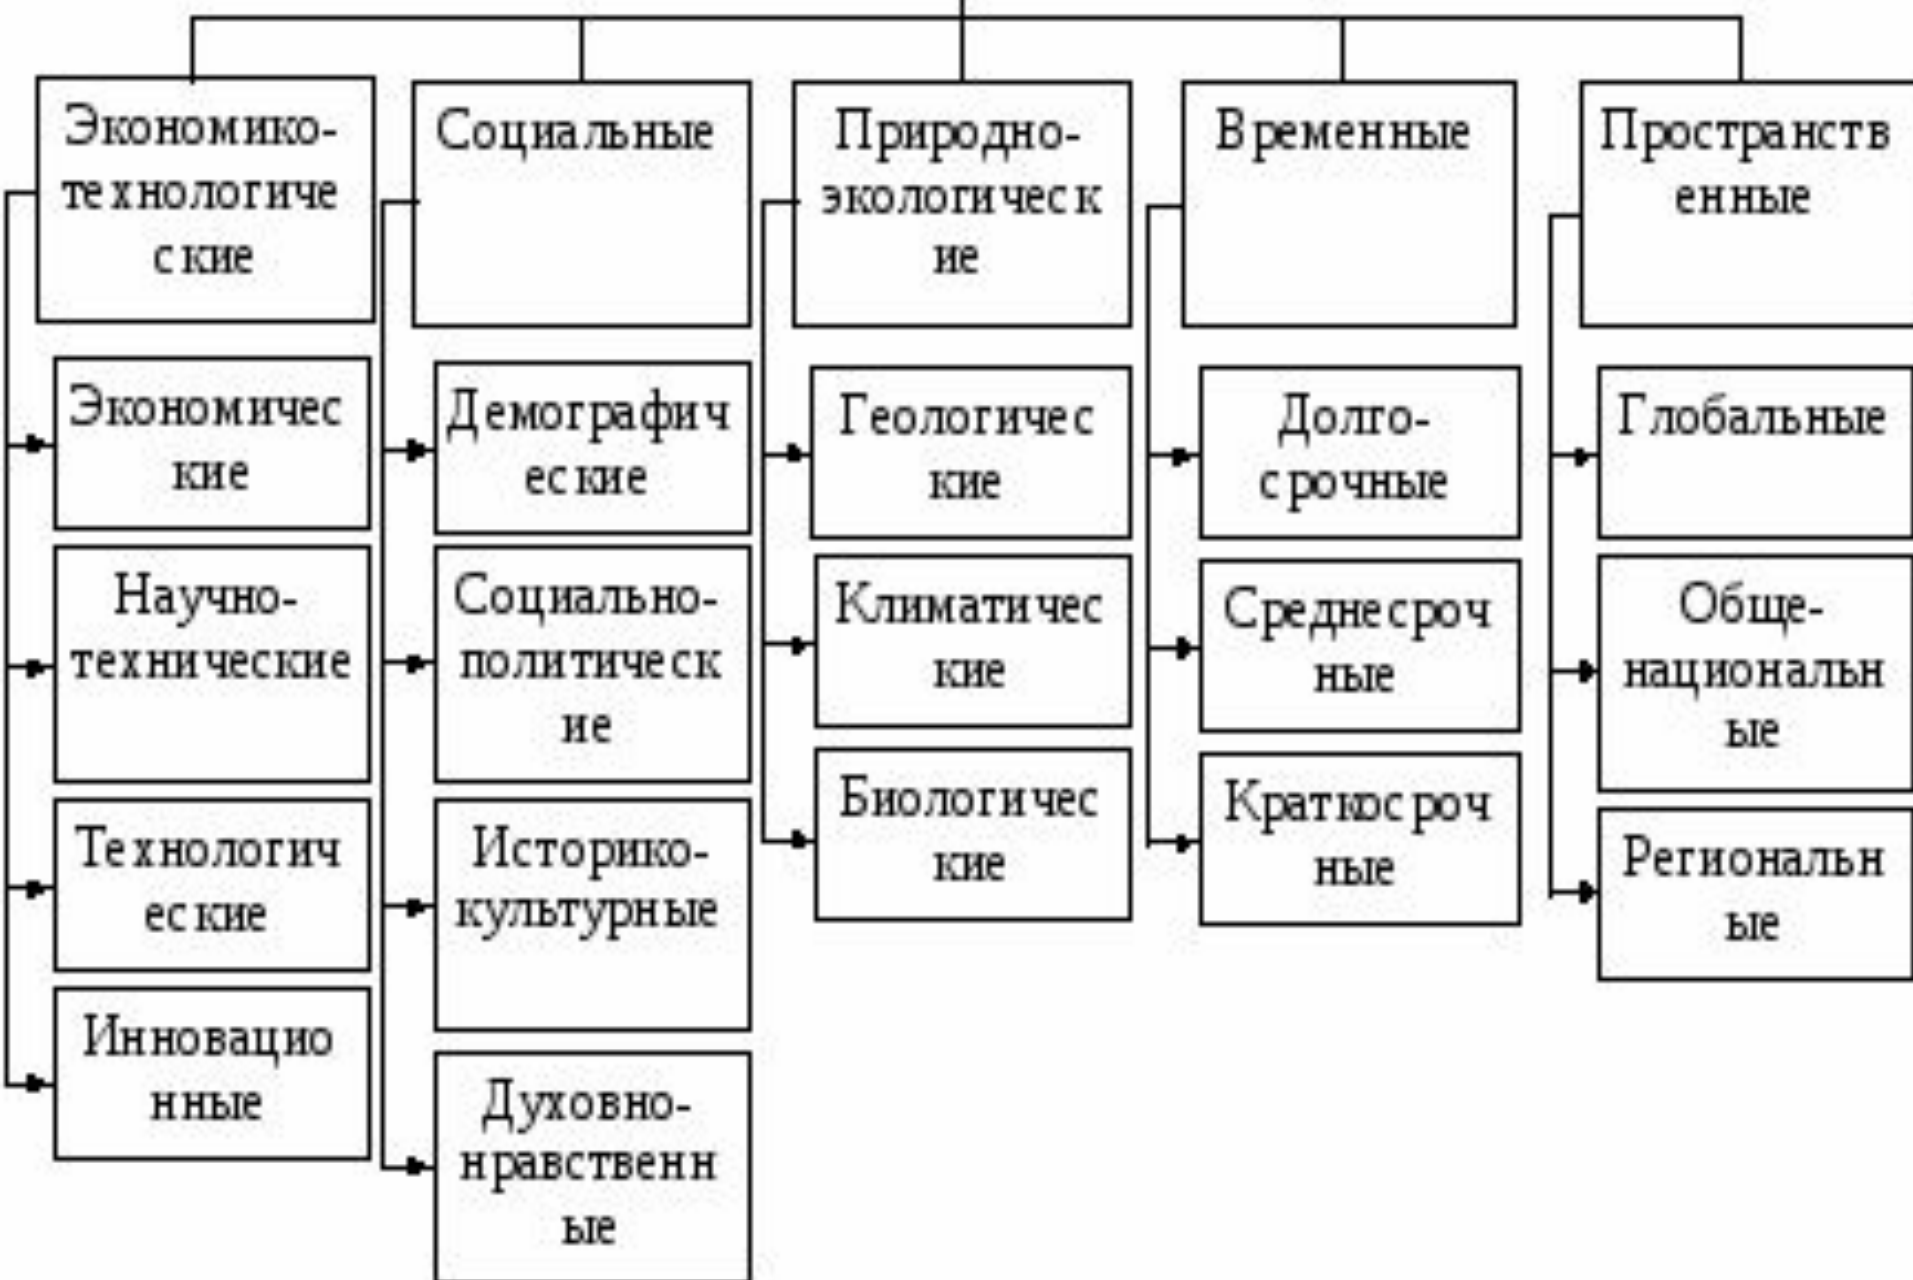 Экономико-
технологиче
ские
Социальные
Природно-
экологическ
ие
Временные
Пространств
енные
Экономичес
кие
Научно-
технические
Технологич
еские
Инновацио
нные
Демографич
еские
Социально-
политическ
ие
Историко-
культурные
Духовно-
нравственн
ые
Геологичес
кие
Климатичес
кие
Биологичес
кие
Долго-
срочные
Среднесроч
ные
Краткосроч
ные
Глобальные
Обще-
национальн
ые
Региональн
ые